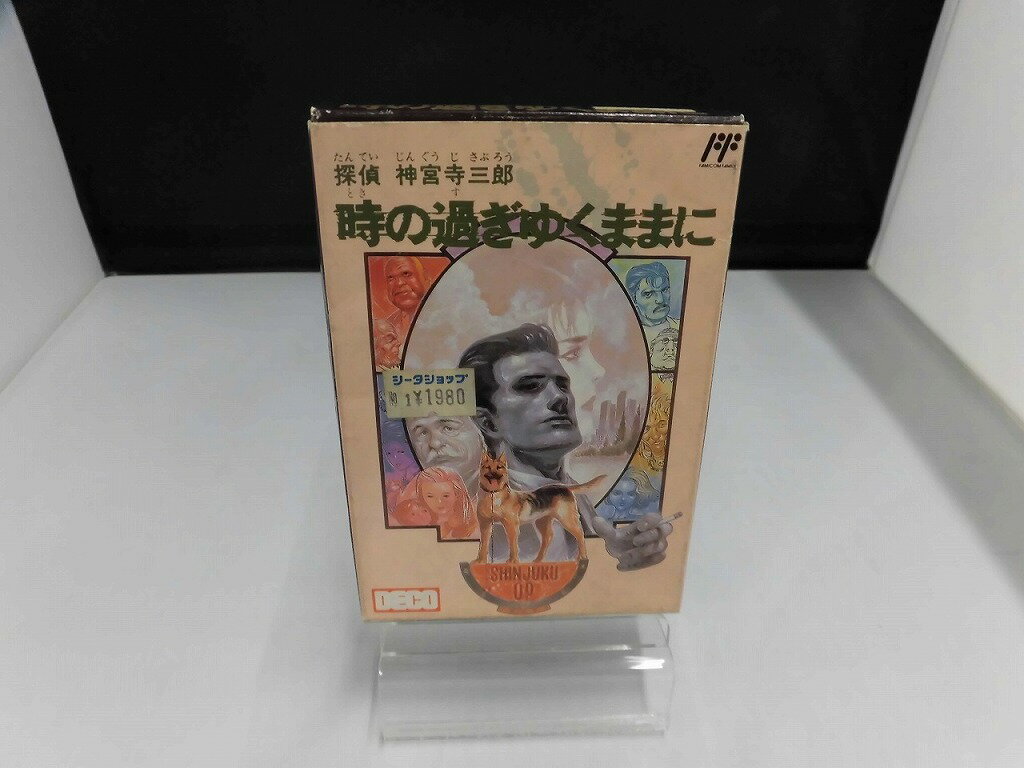 たんてい じんぐうじ さぶろう
探偵 神宮寺三郎
とき す
時の過ぎゆくままに
FF
シータショップ
1¥1980
SHINJUKU
DECO